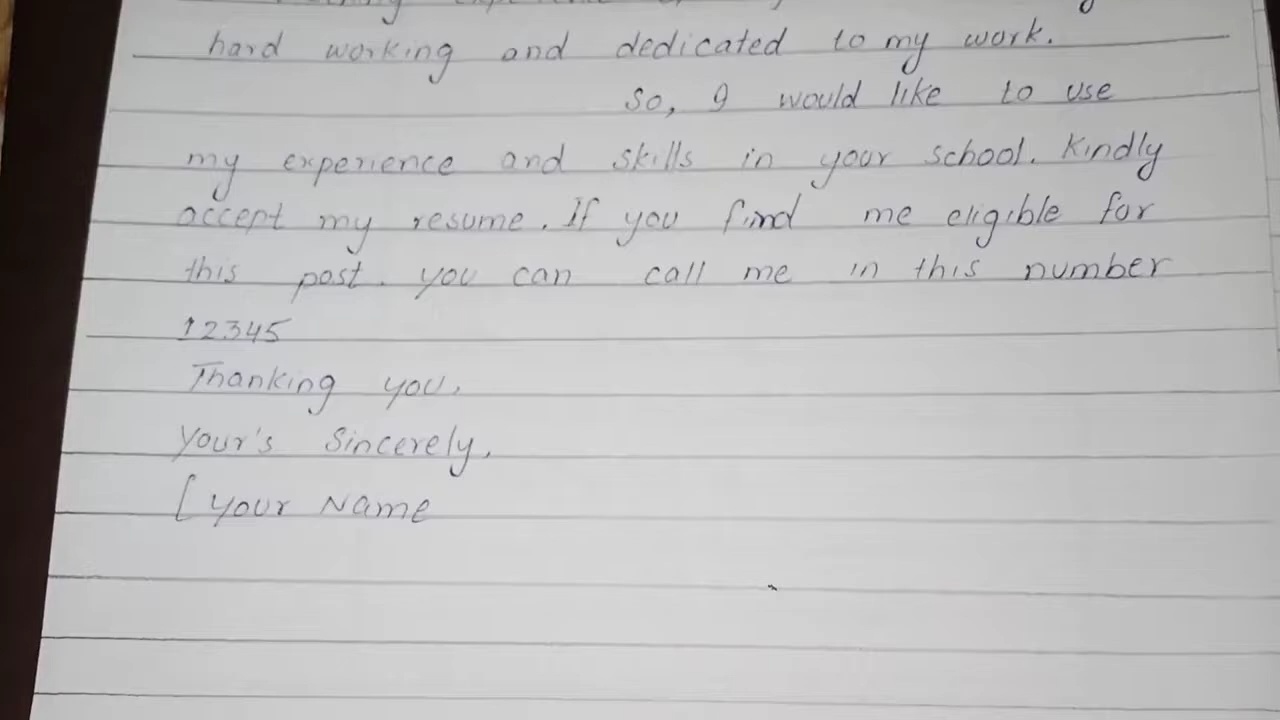 hard working and dedicated to my work.
So, I would like to use
my experience and skills in your school. Kindly
accept my resume. If you find me eligible for
this post. you can call me in this number
12345
Thanking you,
Your's Sincerely,
[Your Name